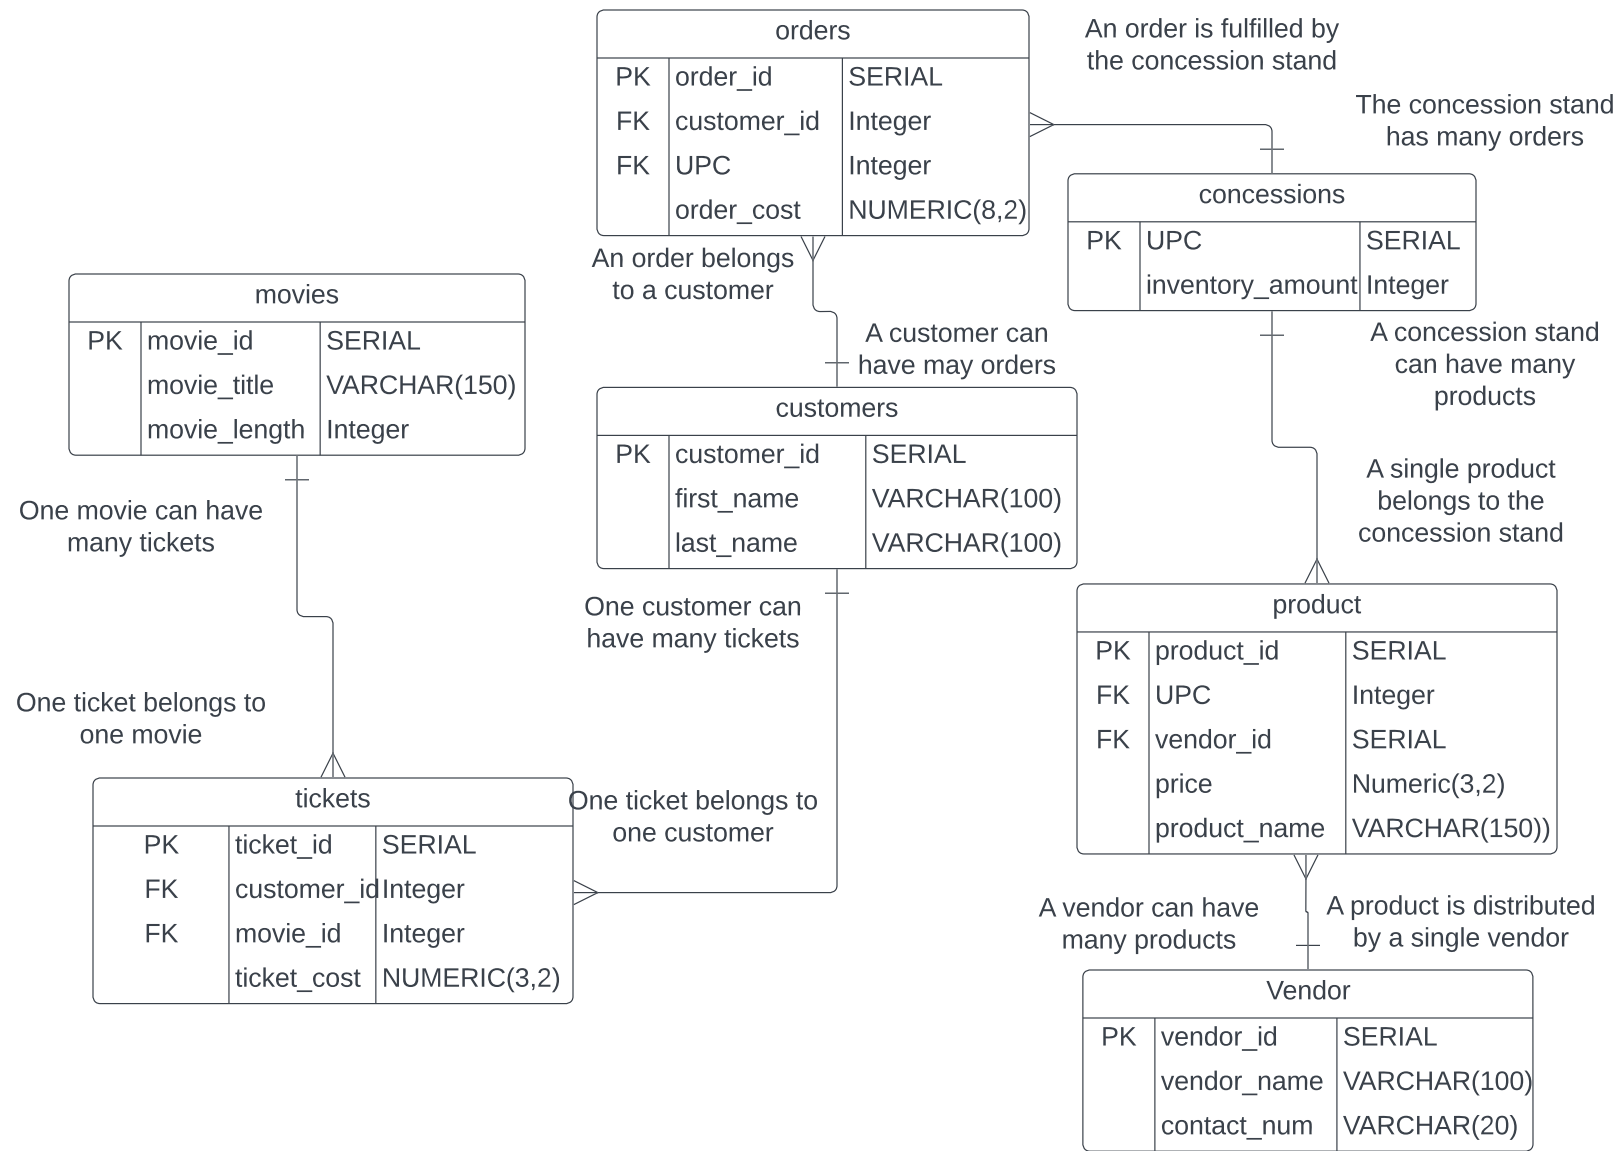 orders
PK order_id SERIAL
FK customer_id Integer
FK UPC Integer
order_cost NUMERIC(8,2)
An order is fulfilled by
the concession stand
The concession stand
has many orders
concessions
PK UPC SERIAL
inventory_amount Integer
An order belongs
to a customer
movies
PK movie_id SERIAL
movie_title VARCHAR(150)
movie_length Integer
A customer can
have may orders
A concession stand
can have many
products
customers
PK customer_id SERIAL
first_name VARCHAR(100)
last_name VARCHAR(100)
A single product
belongs to the
concession stand
One movie can have
many tickets
One customer can
have many tickets
product
PK product_id SERIAL
FK UPC Integer
FK vendor_id SERIAL
price Numeric(3,2)
product_name VARCHAR(150))
One ticket belongs to
one movie
tickets
PK ticket_id SERIAL
FK customer_id Integer
FK movie_id Integer
ticket_cost NUMERIC(3,2)
One ticket belongs to
one customer
A vendor can have
many products
A product is distributed
by a single vendor
Vendor
PK vendor_id SERIAL
vendor_name VARCHAR(100)
contact_num VARCHAR(20)